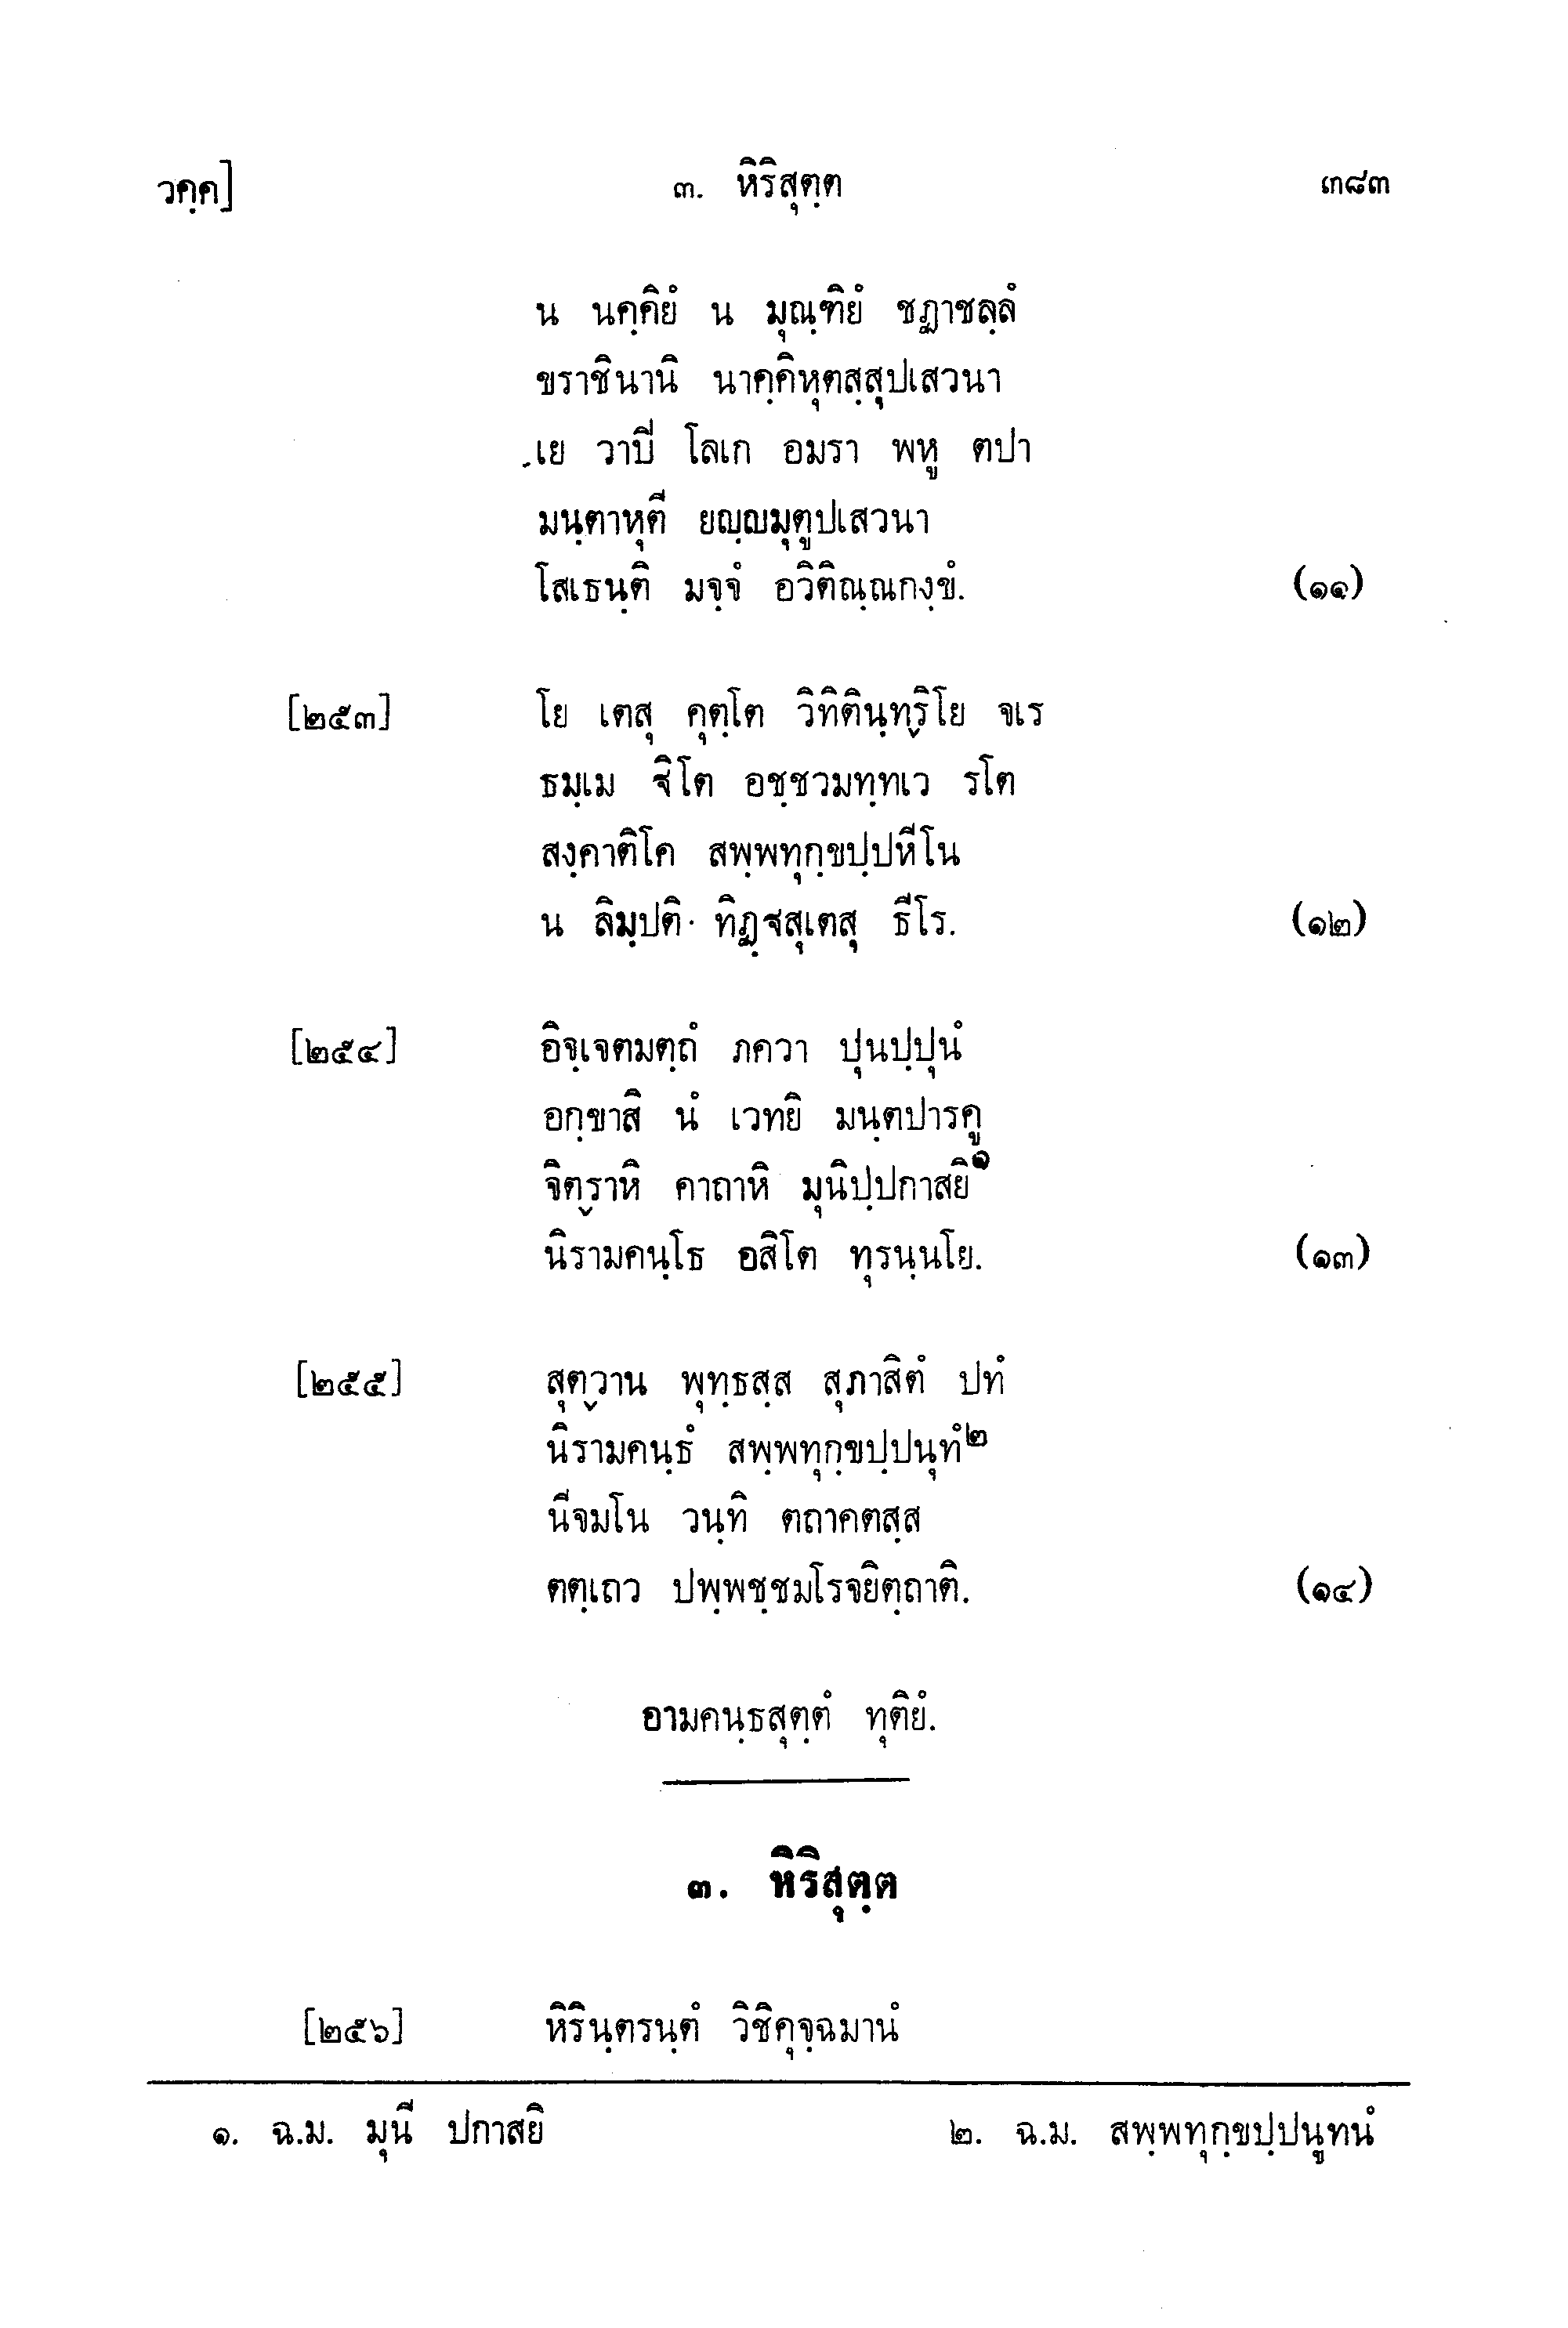 วคฺค] ๓. หิริสุตฺต ๓๘๓
น นคฺคิยํ น มุณฺฑิยํ ชฏาชลฺลํ
ขราชินานิ นาคฺคิหุตสฺสุปเสวนา
เย วาปี โลเก อมรา พหู ตปา
มนฺตาหุตี ยญฺญมุตูปเสวนา
โสเธนฺติ มจฺจํ อวิติณฺณกงฺขํ. (๑๑)
[๒๕๓] โย เตสุ คุตฺโต วิทิตินฺทฺริโย จเร
ธมฺเม ฐิโต อชฺชวมทฺทเว รโต
สงฺคาติโค สพฺพทุกฺขปฺปหีโน
น ลิมฺปติ ทิฏฺฐสุเตสุ ธีโร. (๑๒)
[๒๕๔] อิจฺเจตมตฺถํ ภควา ปุนปฺปุนํ
อกฺขาสิ นํ เวทยิ มนฺตปารคู
จิตฺราหิ คาถาหิ มุนิปฺปกาสยิ๑
นิรามคนฺโธ อสิโต ทุรนฺนโย. (๑๓)
[๒๕๕] สุตฺวาน พุทฺธสฺส สุภาสิตํ ปทํ
นิรามคนฺธํ สพฺพทุกฺขปฺปนุทํ๒
นีจมโน วนฺทิ ตถาคตสฺส
ตตฺเถว ปพฺพชฺชมโรจยิตฺถาติ. (๑๔)
อามคนฺธสุตฺตํ ทุติยํ.
๓. หิริสุตฺต
[๒๕๖] หิรินฺตรนฺตํ วิชิคุจฺฉมานํ
๑. ฉ.ม. มุนี ปกาสยิ ๒. ฉ.ม. สพฺพทุกฺขปฺปนูทนํ